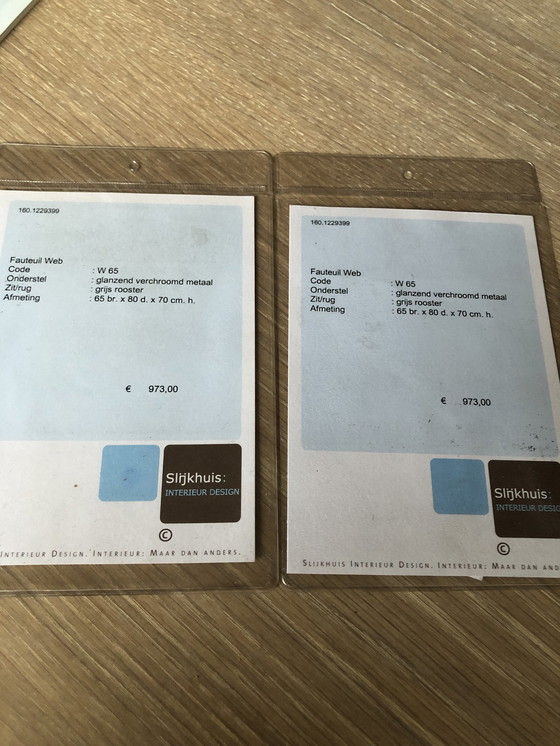 160.1229399
Fauteuil Web
Code : W 65
Onderstel : glanzend verchroomd metaal
Zit/rug : grijs rooster
Afmeting : 65 br. x 80 d. x 70 cm. h.
€ 973,00
Slijkhuis:
INTERIEUR DESIGN
©
INTERIEUR DESIGN. INTERIEUR: MAAR DAN ANDERS.
160.1229399
Fauteuil Web
Code : W 65
Onderstel : glanzend verchroomd metaal
Zit/rug : grijs rooster
Afmeting : 65 br. x 80 d. x 70 cm. h.
€ 973,00
Slijkhuis:
INTERIEUR DESIG
©
SLIJKHUIS INTERIEUR DESIGN. INTERIEUR: MAAR DAN AND